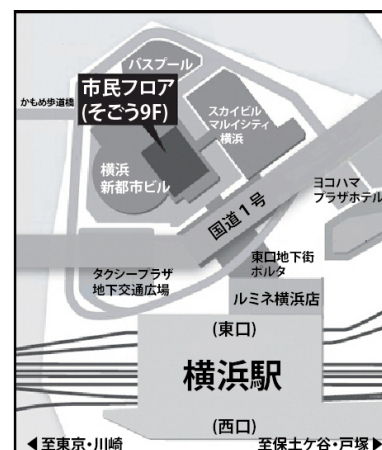 バスプール
市民フロア
(そごう9F)
かもめ歩道橋
スカイビル
マルイシティ
横浜
横浜
新都市ビル
国道1号
ヨコハマ
プラザホテル
東口地下街
ポルタ
タクシープラザ
地下交通広場
ルミネ横浜店
(東口)
横浜駅
(西口)
◀至東京・川崎
至保土ケ谷・戸塚▶